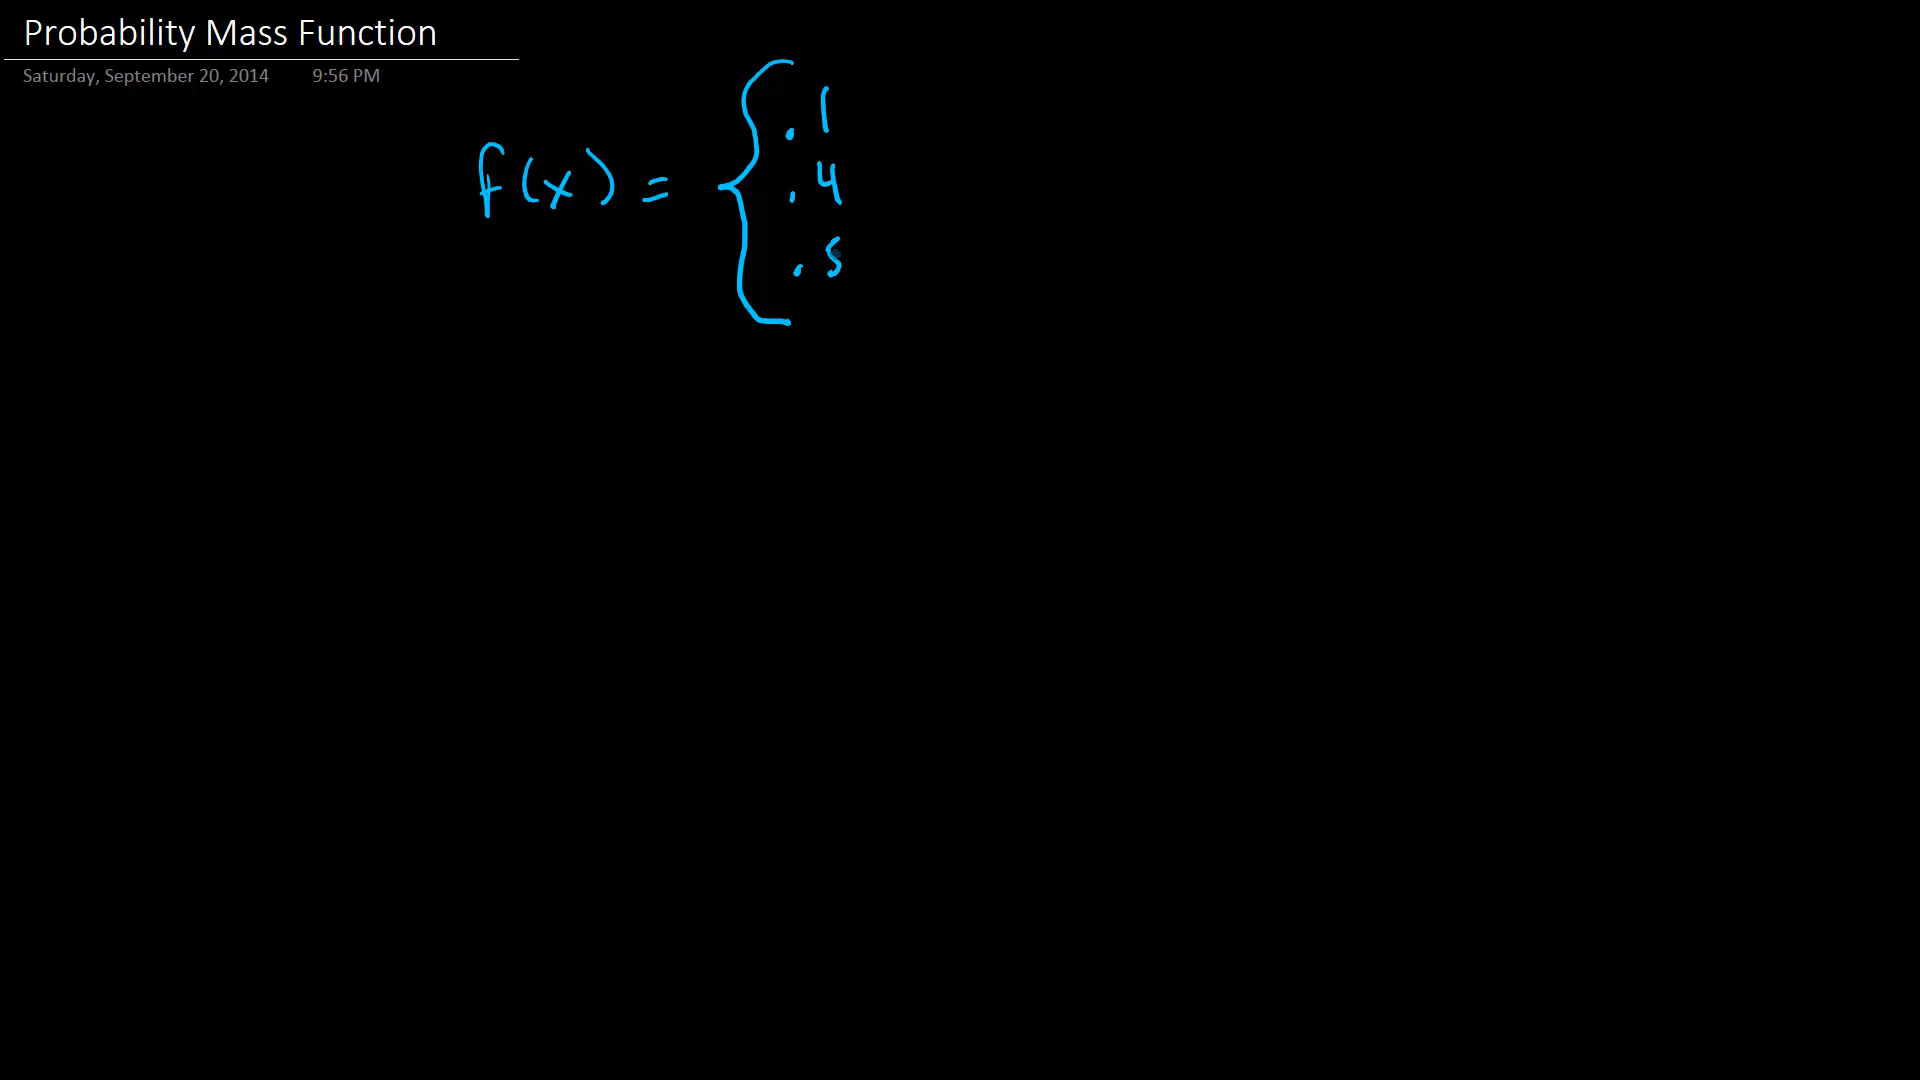 Probability Mass Function
Saturday, September 20, 2014 9:56 PM
.1
f(x) = { .4
.5